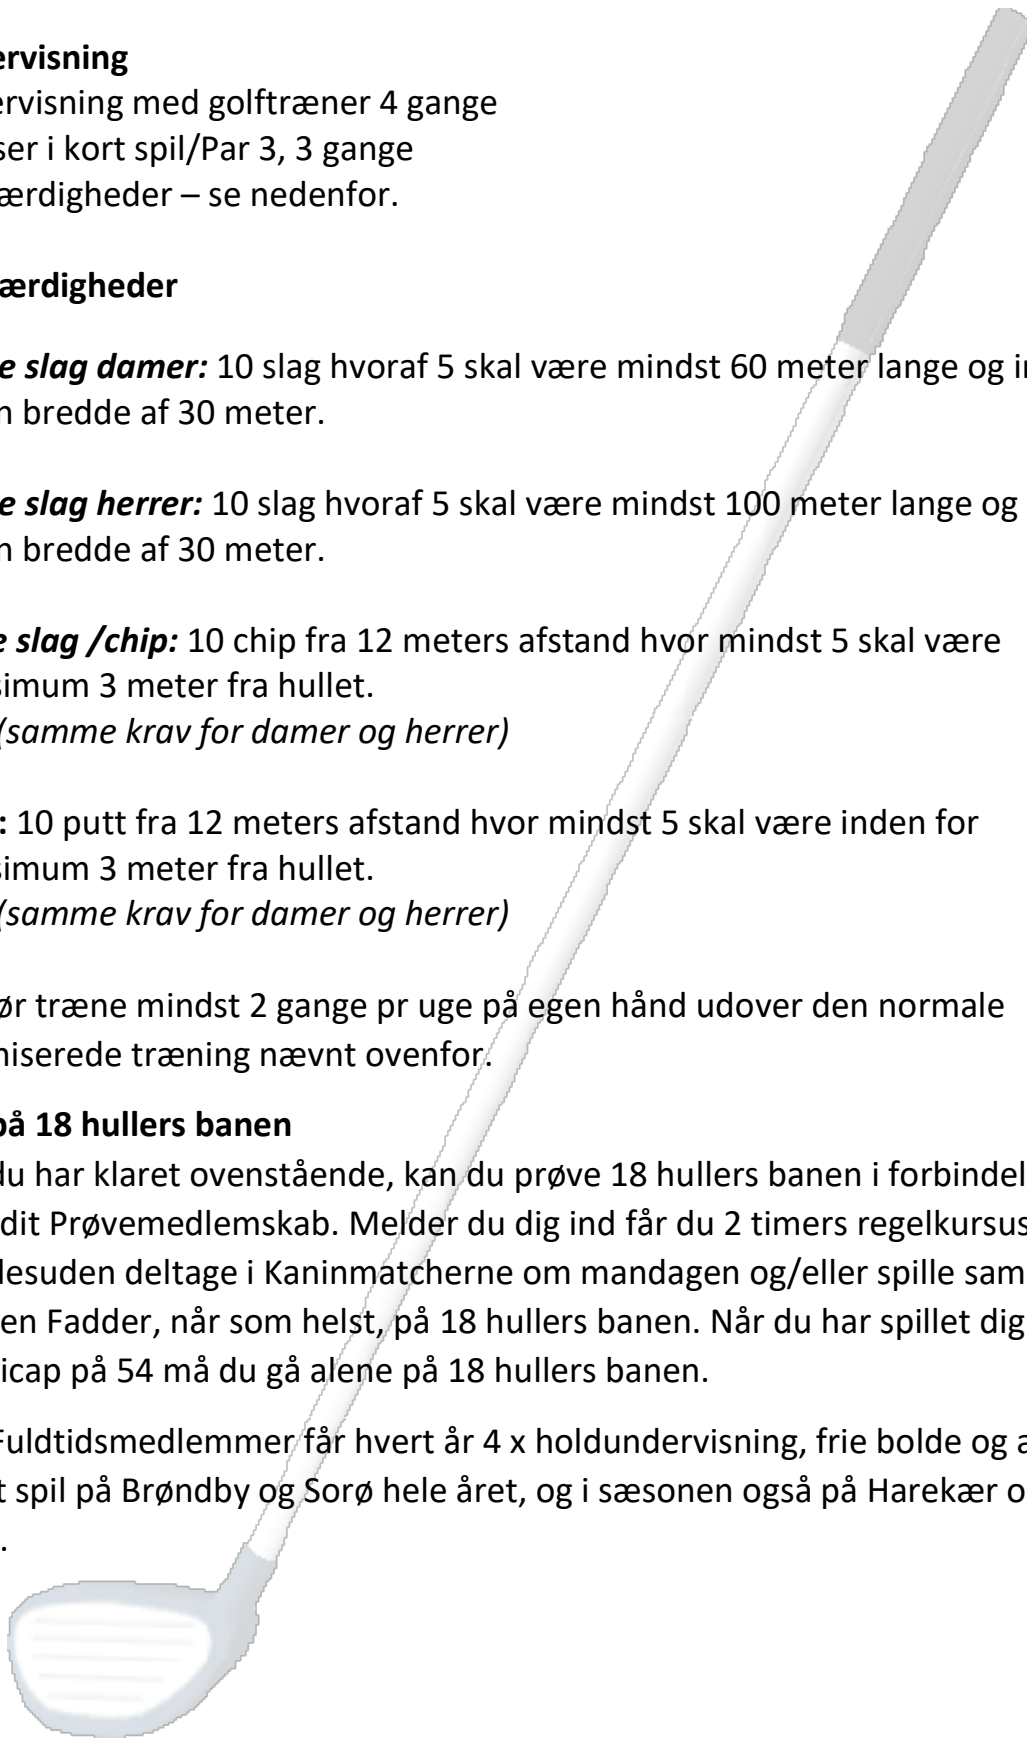 ervisning
ervisning med golftræner 4 gange
ser i kort spil/Par 3, 3 gange
ærdigheder – se nedenfor.
ærdigheder
e slag damer: 10 slag hvoraf 5 skal være mindst 60 meter lange og in
n bredde af 30 meter.
e slag herrer: 10 slag hvoraf 5 skal være mindst 100 meter lange og
n bredde af 30 meter.
e slag /chip: 10 chip fra 12 meters afstand hvor mindst 5 skal være
simum 3 meter fra hullet.
(samme krav for damer og herrer)
: 10 putt fra 12 meters afstand hvor mindst 5 skal være inden for
simum 3 meter fra hullet.
(samme krav for damer og herrer)
ør træne mindst 2 gange pr uge på egen hånd udover den normale
niserede træning nævnt ovenfor.
på 18 hullers banen
du har klaret ovenstående, kan du prøve 18 hullers banen i forbindel
dit Prøvemedlemskab. Melder du dig ind får du 2 timers regelkursus
desuden deltage i Kaninmatcherne om mandagen og/eller spille sam
en Fadder, når som helst, på 18 hullers banen. Når du har spillet dig
icap på 54 må du gå alene på 18 hullers banen.
Fuldtidsmedlemmer får hvert år 4 x holdundervisning, frie bolde og a
t spil på Brøndby og Sorø hele året, og i sæsonen også på Harekær o
.